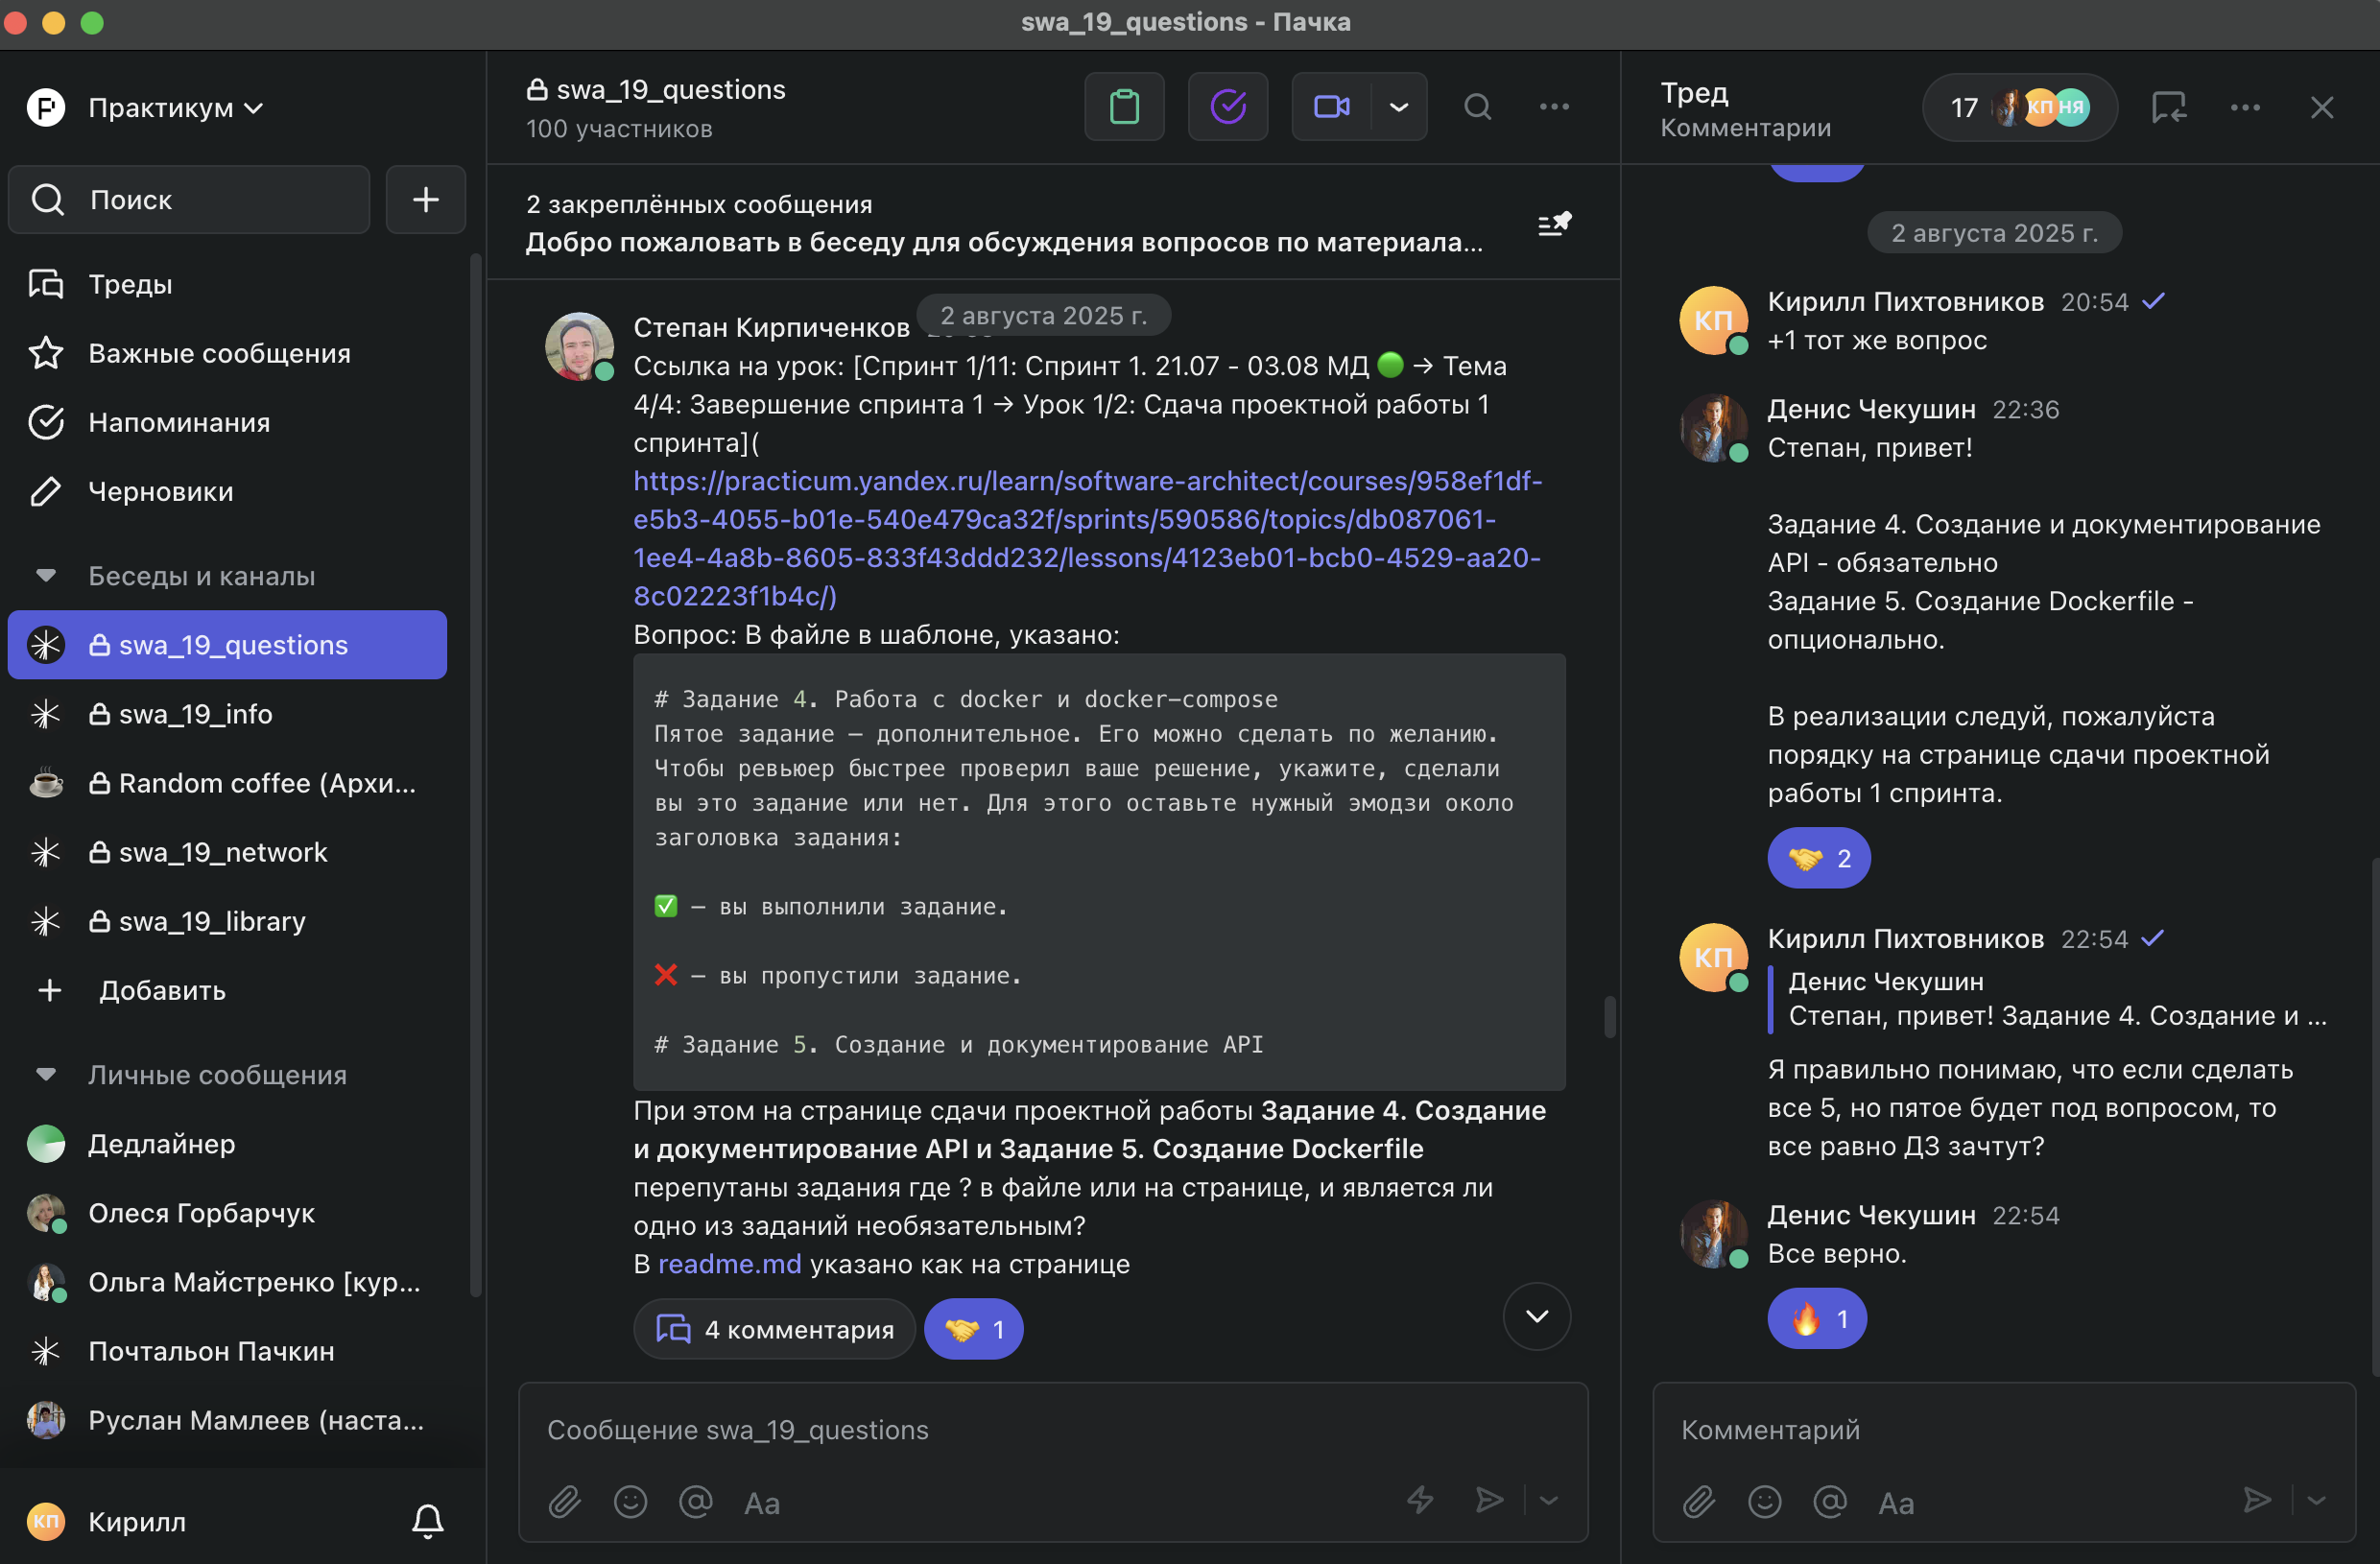 swa_19_questions - Пачка
Практикум
Поиск
Треды
Важные сообщения
Напоминания
Черновики
Беседы и каналы
swa_19_questions
swa_19_info
Random coffee (Архи...
swa_19_network
swa_19_library
Добавить
Личные сообщения
Дедлайнер
Олеся Горбарчук
Ольга Майстренко [кур...
Почтальон Пачкин
Руслан Мамлеев (наста...
КП
Кирилл
swa_19_questions
100 участников
2 закреплённых сообщения
Добро пожаловать в беседу для обсуждения вопросов по материала...
2 августа 2025 г.
Степан Кирпиченков
Ссылка на урок: [Спринт 1/11: Спринт 1. 21.07 - 03.08 МД 🟢 → Тема
4/4: Завершение спринта 1 → Урок 1/2: Сдача проектной работы 1
спринта](
https://practicum.yandex.ru/learn/software-architect/courses/958ef1df-
e5b3-4055-b01e-540e479ca32f/sprints/590586/topics/db087061-
1ee4-4a8b-8605-833f43ddd232/lessons/4123eb01-bcb0-4529-aa20-
8c02223f1b4c/)
Вопрос: В файле в шаблоне, указано:
# Задание 4. Работа с docker и docker-compose
Пятое задание — дополнительное. Его можно сделать по желанию.
Чтобы ревьюер быстрее проверил ваше решение, укажите, сделали
вы это задание или нет. Для этого оставьте нужный эмодзи около
заголовка задания:
✅ — вы выполнили задание.
❌ — вы пропустили задание.
# Задание 5. Создание и документирование API
При этом на странице сдачи проектной работы Задание 4. Создание
и документирование API и Задание 5. Создание Dockerfile
перепутаны задания где ? в файле или на странице, и является ли
одно из заданий необязательным?
В readme.md указано как на странице
4 комментария
🤝 1
Сообщение swa_19_questions
Aa
Тред
Комментарии
17
КП НЯ
2 августа 2025 г.
КП
Кирилл Пихтовников 20:54
+1 тот же вопрос
Денис Чекушин 22:36
Степан, привет!
Задание 4. Создание и документирование
API - обязательно
Задание 5. Создание Dockerfile -
опционально.
В реализации следуй, пожалуйста
порядку на странице сдачи проектной
работы 1 спринта.
🤝 2
КП
Кирилл Пихтовников 22:54
Денис Чекушин
Степан, привет! Задание 4. Создание и ...
Я правильно понимаю, что если сделать
все 5, но пятое будет под вопросом, то
все равно ДЗ зачтут?
Денис Чекушин 22:54
Все верно.
🔥 1
Комментарий
Aa